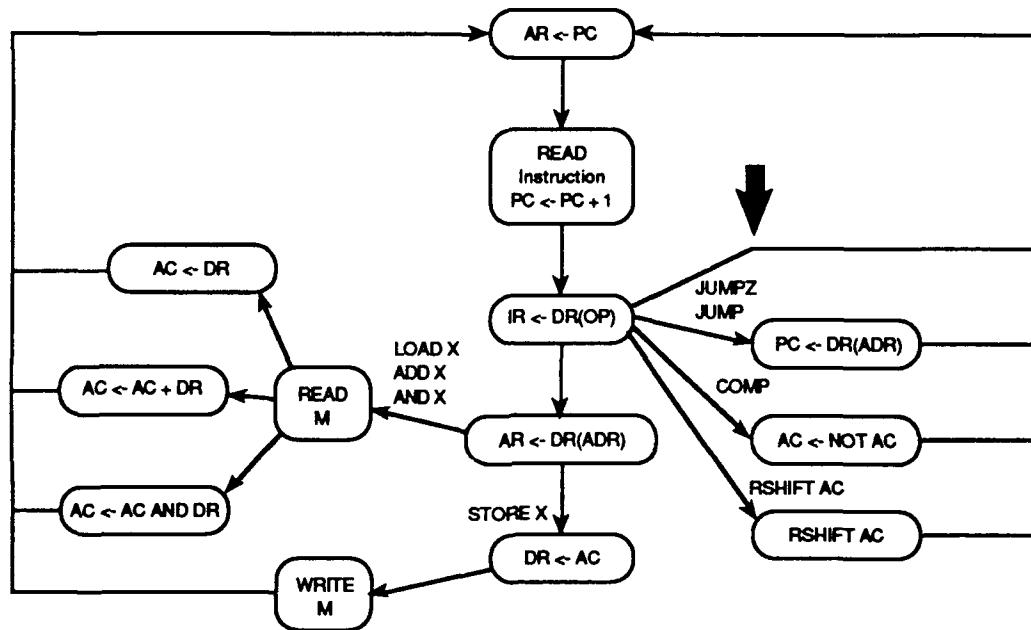 AR <- PC
READ
Instruction
PC <- PC + 1
AC <- DR
IR <- DR(OP)
JUMPZ
JUMP
PC <- DR(ADR)
LOAD X
ADD X
AND X
AC <- AC + DR
READ
M
COMP
AR <- DR(ADR)
AC <- NOT AC
AC <- AC AND DR
STORE X
RSHIFT AC
DR <- AC
RSHIFT AC
WRITE
M